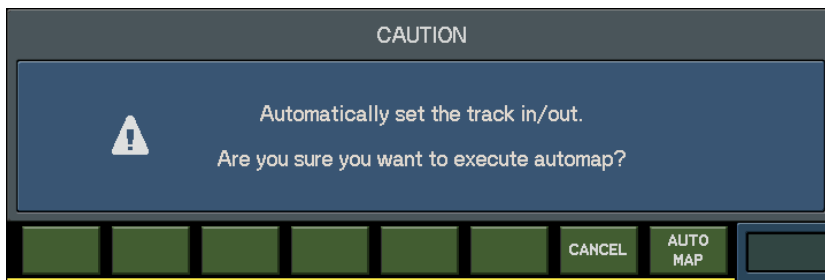 CAUTION
Automatically set the track in/out.
Are you sure you want to execute automap?
CANCEL
AUTO
MAP